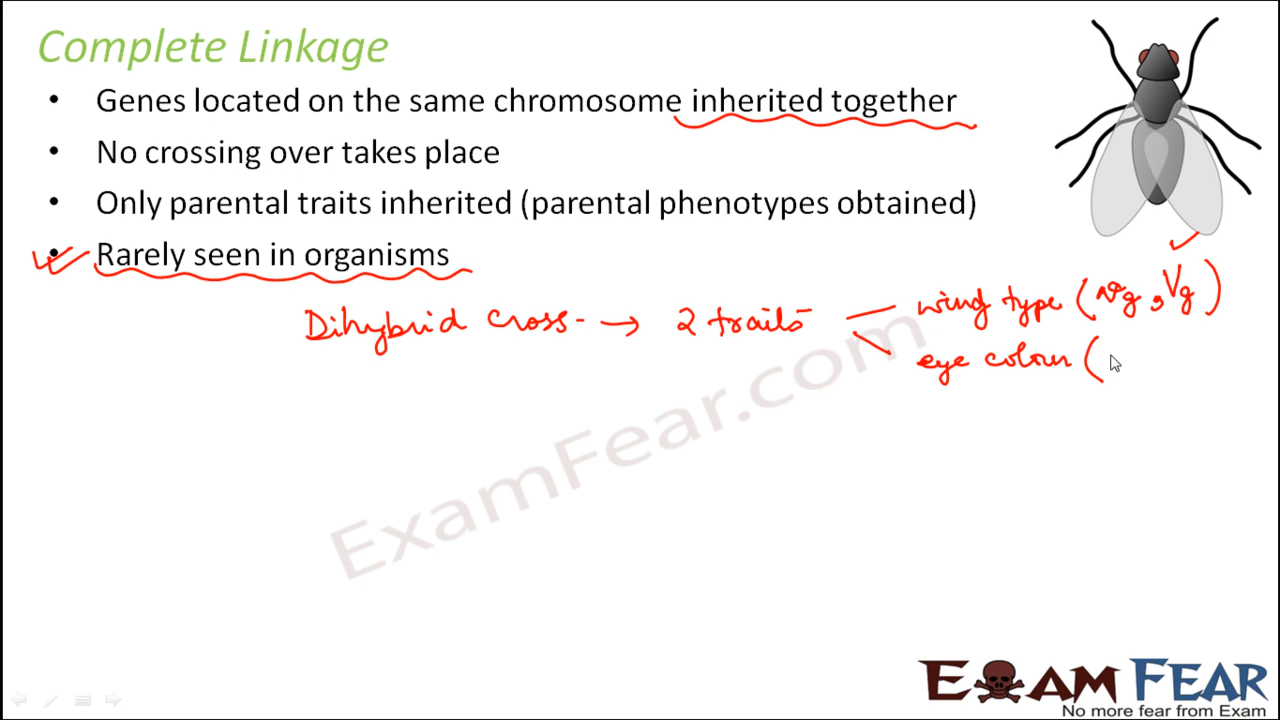 Complete Linkage
• Genes located on the same chromosome inherited together
• No crossing over takes place
• Only parental traits inherited (parental phenotypes obtained)
• Rarely seen in organisms
Dihybrid cross → 2 traits
wing type (vg, Vg)
eye colour (
ExamFear.com
EXAM FEAR
No more fear from Exam